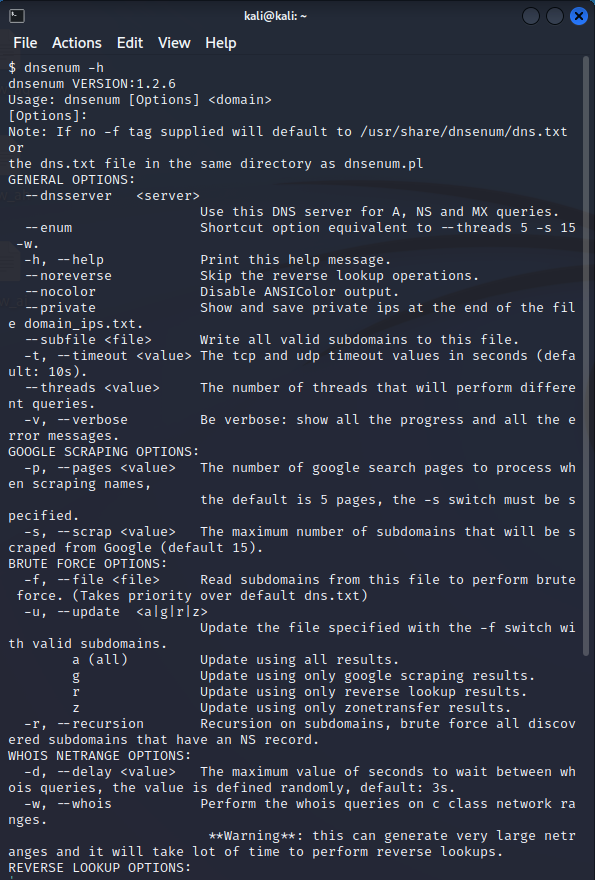 kali@kali: ~
File Actions Edit View Help
$ dnsenum -h
dnsenum VERSION:1.2.6
Usage: dnsenum [Options] <domain>
[Options]:
Note: If no -f tag supplied will default to /usr/share/dnsenum/dns.txt
or
the dns.txt file in the same directory as dnsenum.pl
GENERAL OPTIONS:
  --dnsserver   <server>
                        Use this DNS server for A, NS and MX queries.
  --enum                Shortcut option equivalent to --threads 5 -s 15
 -w.
  -h, --help            Print this help message.
  --noreverse           Skip the reverse lookup operations.
  --nocolor             Disable ANSIColor output.
  --private             Show and save private ips at the end of the fil
e domain_ips.txt.
  --subfile <file>      Write all valid subdomains to this file.
  -t, --timeout <value> The tcp and udp timeout values in seconds (defa
ult: 10s).
  --threads <value>     The number of threads that will perform differe
nt queries.
  -v, --verbose         Be verbose: show all the progress and all the e
rror messages.
GOOGLE SCRAPING OPTIONS:
  -p, --pages <value>   The number of google search pages to process wh
en scraping names,
                        the default is 5 pages, the -s switch must be s
pecified.
  -s, --scrap <value>   The maximum number of subdomains that will be s
craped from Google (default 15).
BRUTE FORCE OPTIONS:
  -f, --file <file>     Read subdomains from this file to perform brute
 force. (Takes priority over default dns.txt)
  -u, --update  <a|g|r|z>
                        Update the file specified with the -f switch wi
th valid subdomains.
        a (all)         Update using all results.
        g               Update using only google scraping results.
        r               Update using only reverse lookup results.
        z               Update using only zonetransfer results.
  -r, --recursion       Recursion on subdomains, brute force all discov
ered subdomains that have an NS record.
WHOIS NETRANGE OPTIONS:
  -d, --delay <value>   The maximum value of seconds to wait between wh
ois queries, the value is defined randomly, default: 3s.
  -w, --whois           Perform the whois queries on c class network ra
nges.
                         **Warning**: this can generate very large netr
anges and it will take lot of time to perform reverse lookups.
REVERSE LOOKUP OPTIONS: